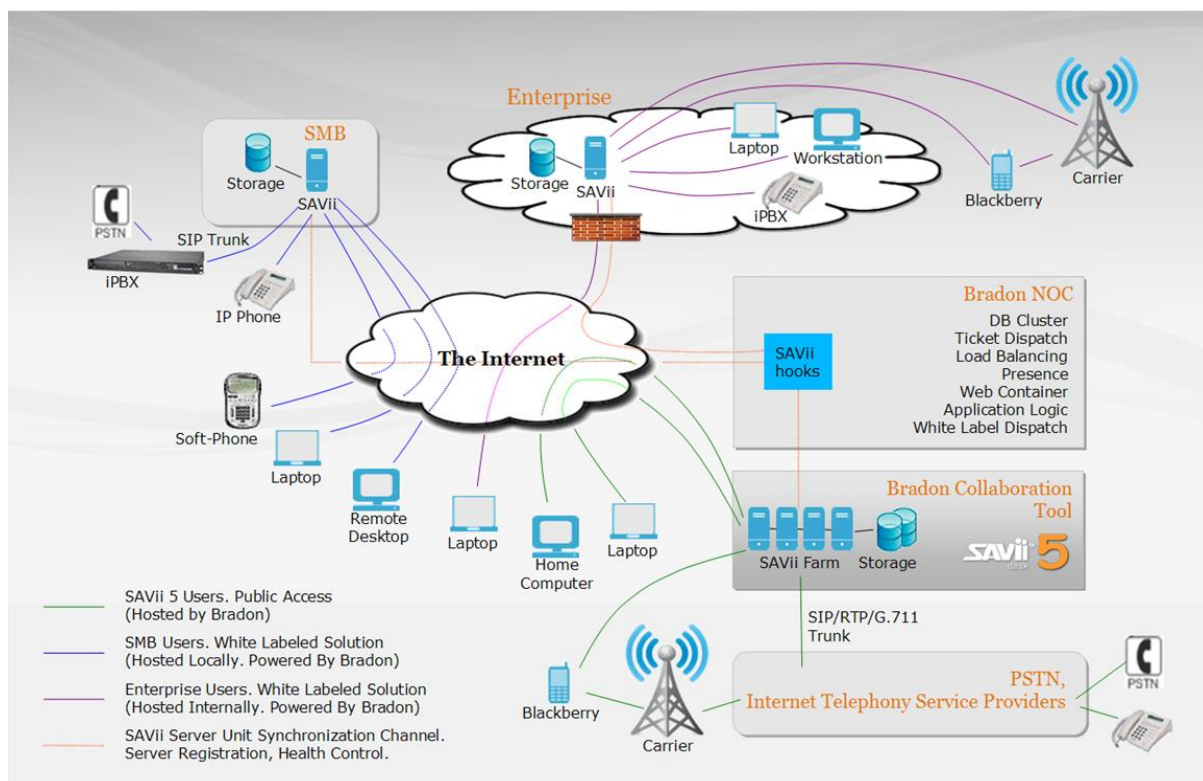 Enterprise
SMB
Storage
SAVii
PSTN
SIP Trunk
iPBX
IP Phone
Storage
SAVii
Laptop
Workstation
iPBX
Blackberry
Carrier
The Internet
Bradon NOC
DB Cluster
Ticket Dispatch
Load Balancing
Presence
Web Container
Application Logic
White Label Dispatch
SAVii
hooks
Soft-Phone
Laptop
Remote
Desktop
Laptop
Home
Computer
Laptop
Bradon Collaboration
Tool
SAVii Farm
Storage
SAVii 5
desk
SIP/RTP/G.711
Trunk
SAVii 5 Users. Public Access
(Hosted by Bradon)
SMB Users. White Labeled Solution
(Hosted Locally. Powered By Bradon)
Enterprise Users. White Labeled Solution
(Hosted Internally. Powered By Bradon)
SAVii Server Unit Synchronization Channel.
Server Registration, Health Control.
Blackberry
Carrier
PSTN,
Internet Telephony Service Providers
PSTN